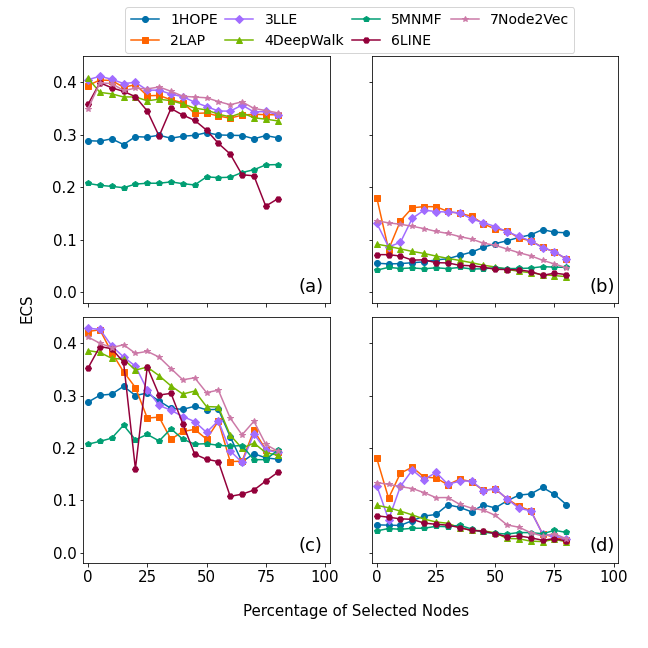 1HOPE 3LLE 5MNMF 7Node2Vec
2LAP 4DeepWalk 6LINE
0.4
0.3
0.2
0.1
0.0
(a)
(b)
ECS
0.4
0.3
0.2
0.1
0.0
(c)
(d)
0 25 50 75 100 0 25 50 75 100
Percentage of Selected Nodes